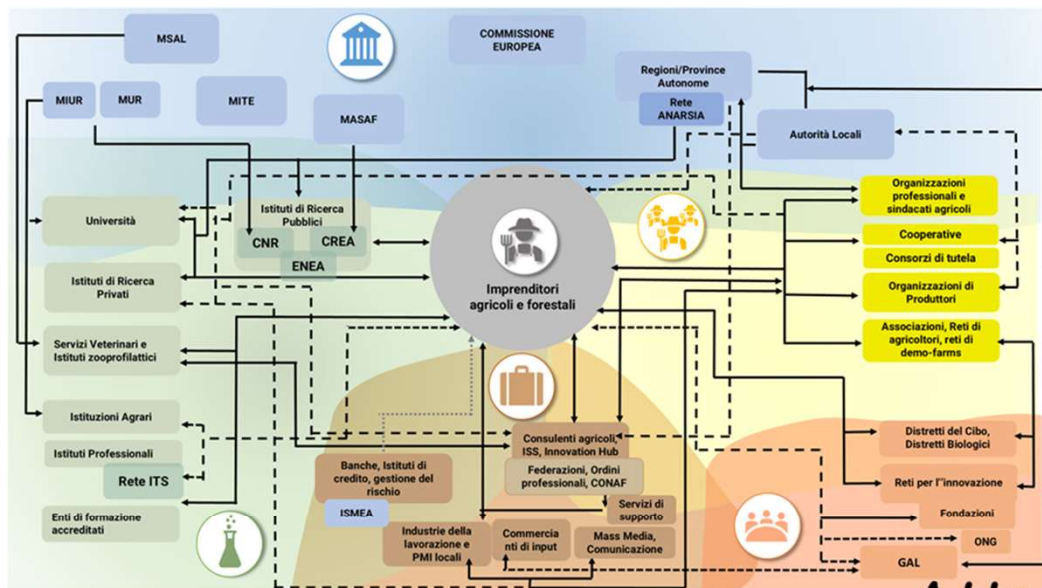 MSAL
COMMISSIONE
EUROPEA
Regioni/Province
Autonome
Rete
ANARSIA
MIUR
MUR
MITE
MASAF
Autorità Locali
Università
Istituti di Ricerca
Pubblici
CNR
CREA
ENEA
Organizzazioni
professionali e
sindacati agricoli
Cooperative
Consorzi di tutela
Istituti di Ricerca
Privati
Imprenditori
agricoli e forestali
Organizzazioni di
Produttori
Servizi Veterinari e
Istituti zooprofilattici
Associazioni, Reti di
agricoltori, reti di
demo-farms
Istituzioni Agrari
Istituti Professionali
Rete ITS
Enti di formazione
accreditati
Consulenti agricoli,
ISS, Innovation Hub
Federazioni, Ordini
professionali, CONAF
Banche, Istituti di
credito, gestione del
rischio
ISMEA
Servizi di
supporto
Industrie della
lavorazione e
PMI locali
Commercia
nti di input
Mass Media,
Comunicazione
Distretti del Cibo,
Distretti Biologici
Reti per l''innovazione
Fondazioni
ONG
GAL